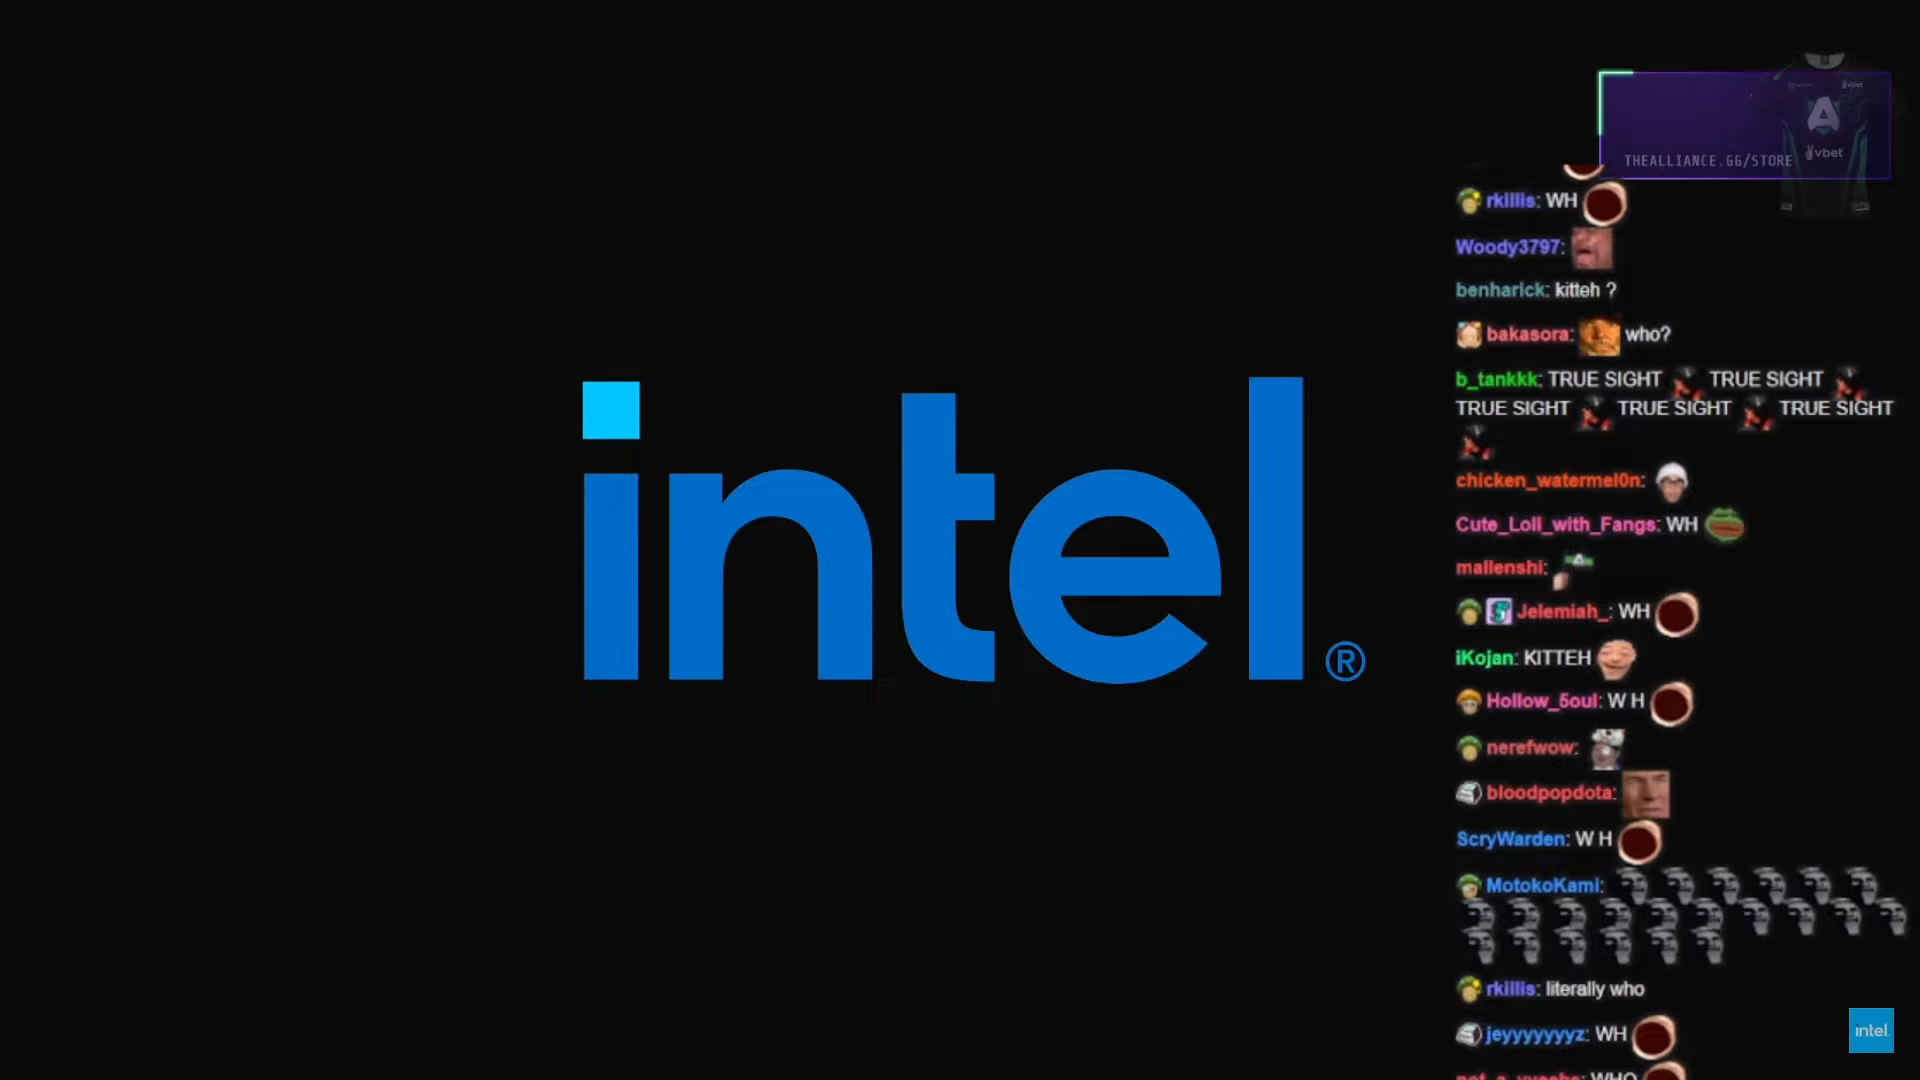 THEALLIANCE.GG/STORE
vbet
A
vbet
intel®
rkillis: WH
Woody3797:
benharick: kitteh ?
bakasora: who?
b_tankkk: TRUE SIGHT TRUE SIGHT
TRUE SIGHT TRUE SIGHT TRUE SIGHT
chicken_watermel0n:
Cute_Loli_with_Fangs: WH
mallenshi:
Jelemiah_: WH
iKojan: KITTEH
Hollow_5oul: W H
nerefwow:
bloodpopdota:
ScryWarden: W H
MotokoKami:
rkillis: literally who
jeyyyyyyyz: WH
WHO
intel